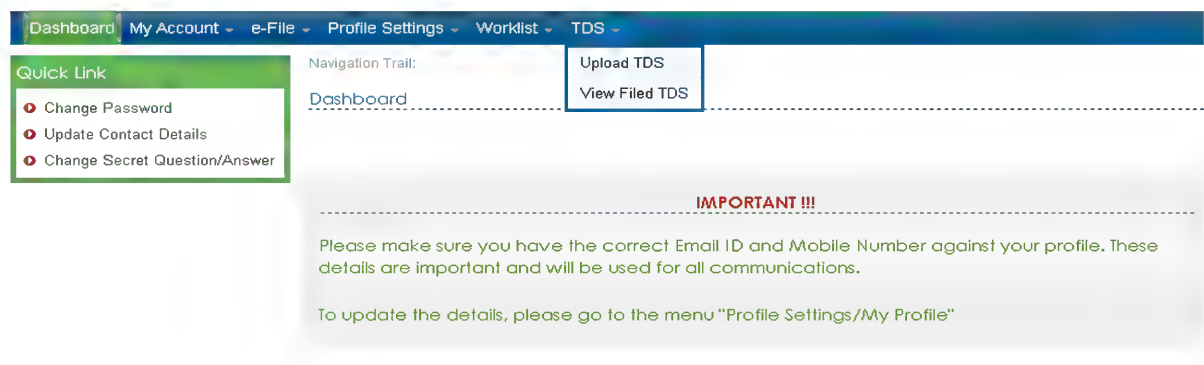 Dashboard My Account e-File Profile Settings Worklist TDS
Upload TDS
View Filed TDS
Quick Link
Change Password
Update Contact Details
Change Secret Question/Answer
Navigation Trail:
Dashboard
IMPORTANT !!!
Please make sure you have the correct Email ID and Mobile Number against your profile. These
details are important and will be used for all communications.
To update the details, please go to the menu "Profile Settings/My Profile"